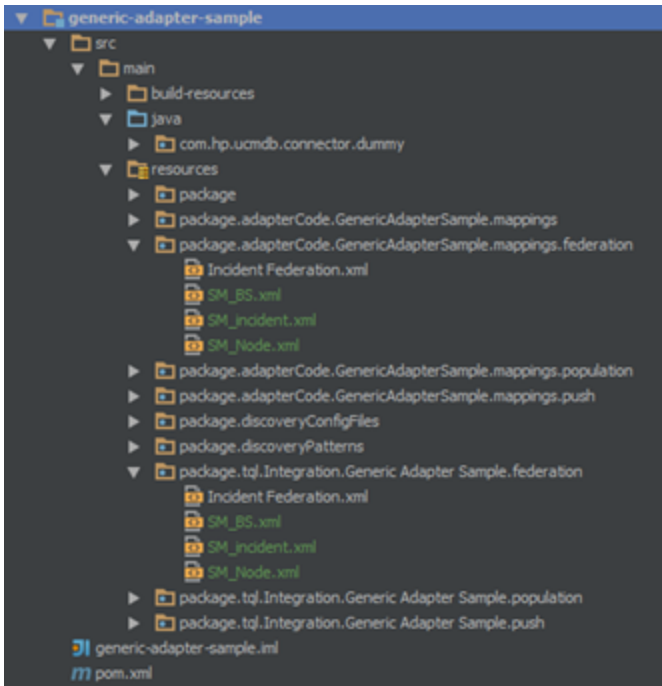 generic-adapter-sample
src
main
build-resources
java
com.hp.ucmdb.connector.dummy
resources
package
package.adapterCode.GenericAdapterSample.mappings
package.adapterCode.GenericAdapterSample.mappings.federation
Incident Federation.xml
SM_BS.xml
SM_incident.xml
SM_Node.xml
package.adapterCode.GenericAdapterSample.mappings.population
package.adapterCode.GenericAdapterSample.mappings.push
package.discoveryConfigFiles
package.discoveryPatterns
package.tql.Integration.Generic Adapter Sample.federation
Incident Federation.xml
SM_BS.xml
SM_incident.xml
SM_Node.xml
package.tql.Integration.Generic Adapter Sample.population
package.tql.Integration.Generic Adapter Sample.push
generic-adapter-sample.iml
pom.xml